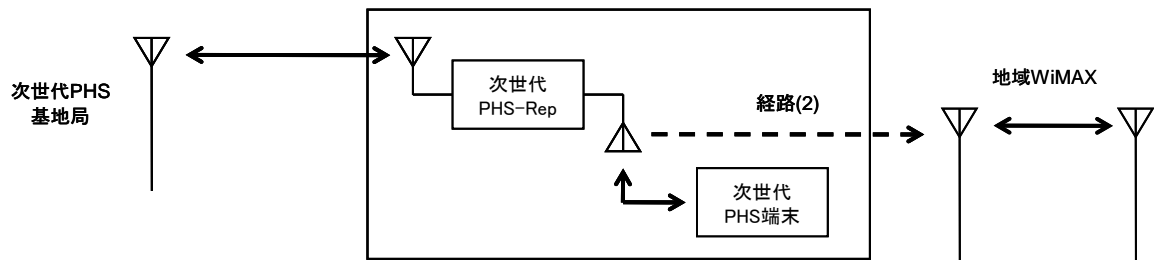 次世代PHS
基地局
次世代
PHS-Rep
経路(2)
次世代
PHS端末
地域WiMAX